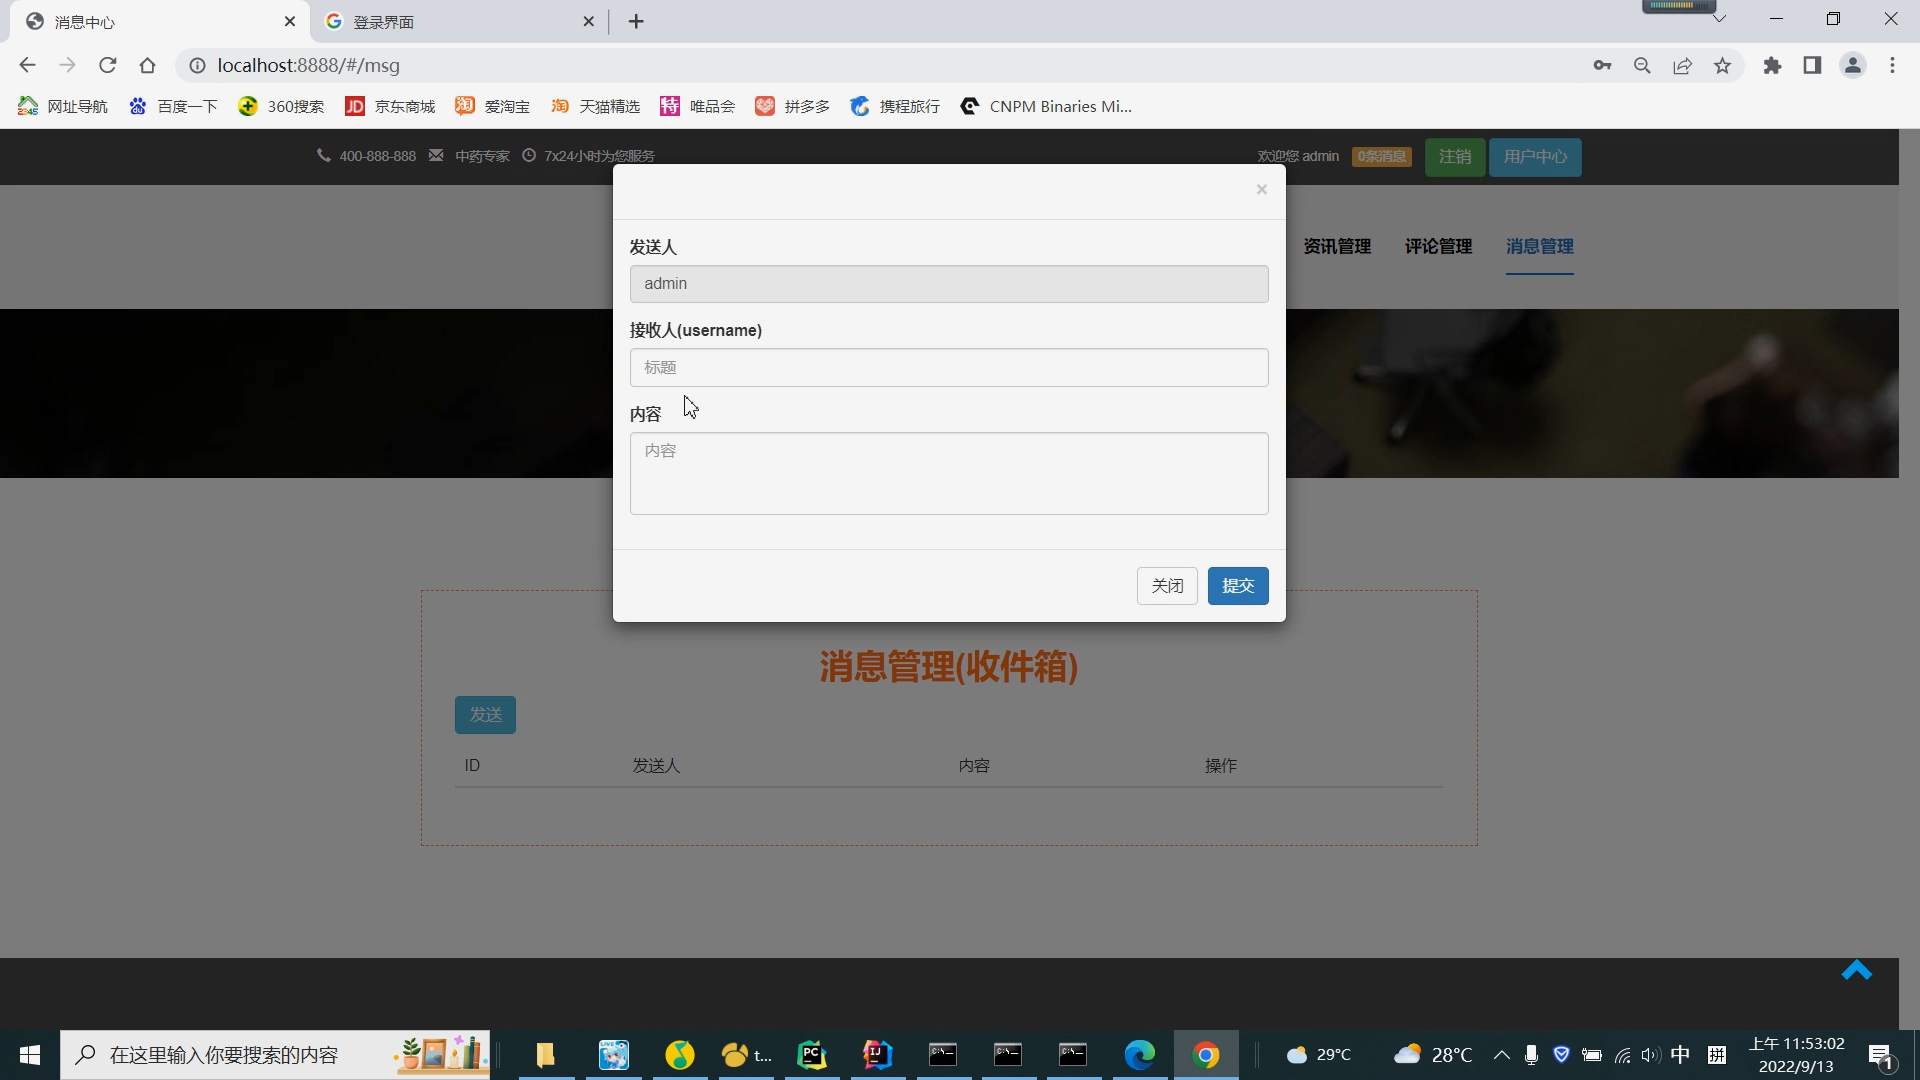 消息中心
登录界面
localhost:8888/#/msg
网址导航
百度一下
360搜索
京东商城
爱淘宝
天猫精选
唯品会
拼多多
携程旅行
CNPM Binaries Mi...
400-888-888
中药专家
7x24小时为您服务
欢迎您 admin
0条消息
注销
用户中心
×
资讯管理
评论管理
消息管理
发送人
admin
接收人(username)
标题
内容
内容
关闭
提交
消息管理(收件箱)
发送
ID
发送人
内容
操作
在这里输入你要搜索的内容
t...
29°C
28°C
中
拼
上午 11:53:02
2022/9/13
1